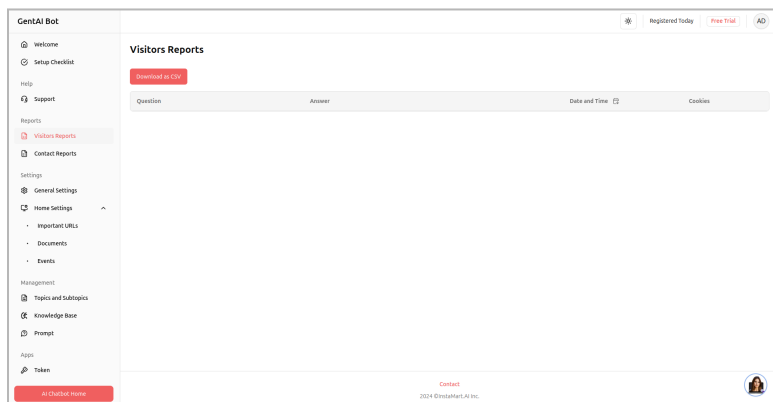 GentAI Bot
Registered Today
Free Trial
AD
Welcome
Setup Checklist
Help
Support
Reports
Visitors Reports
Contact Reports
Settings
General Settings
Home Settings
Important URLs
Documents
Events
Management
Topics and Subtopics
Knowledge Base
Prompt
Apps
Token
AI Chatbot Home
Visitors Reports
Download as CSV
Question Answer Date and Time Cookies
Contact
2024 ©InstaMart.AI Inc.